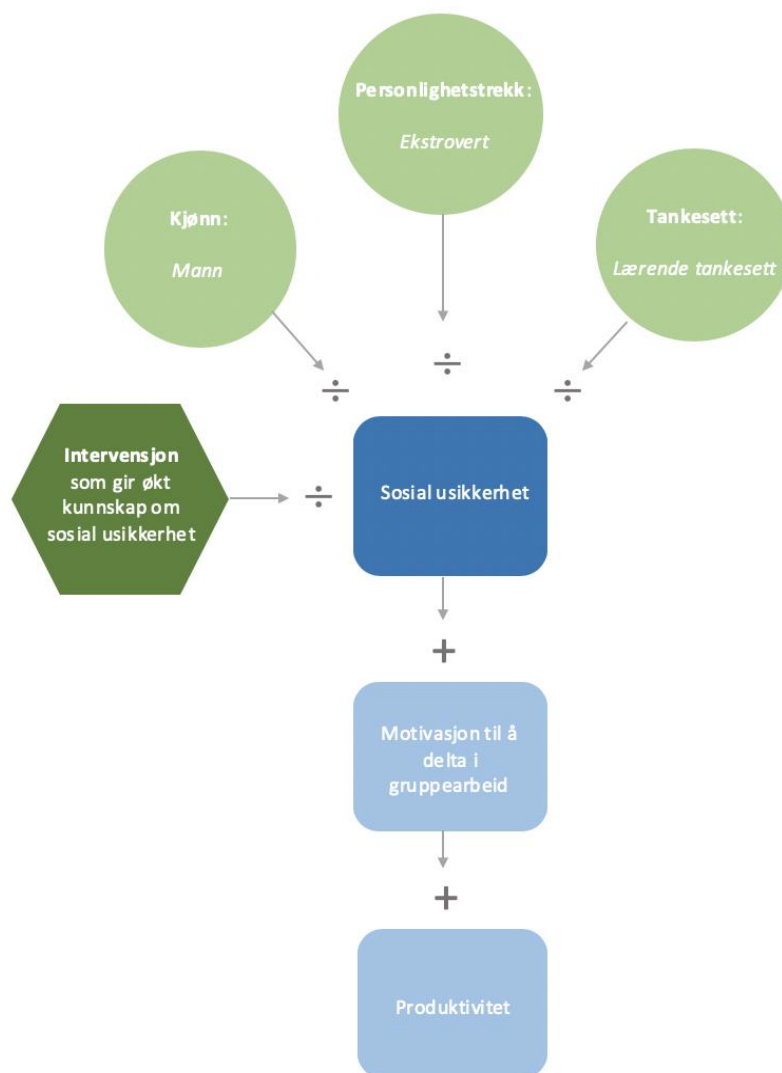 Personlighetstrekk:
Ekstrovert
Kjønn:
Mann
Tankesett:
Lærende tankesett
÷
÷
÷
Intervensjon
som gir økt
kunnskap om
sosial usikkerhet
÷
Sosial usikkerhet
+
Motivasjon til å
delta i
gruppearbeid
+
Produktivitet